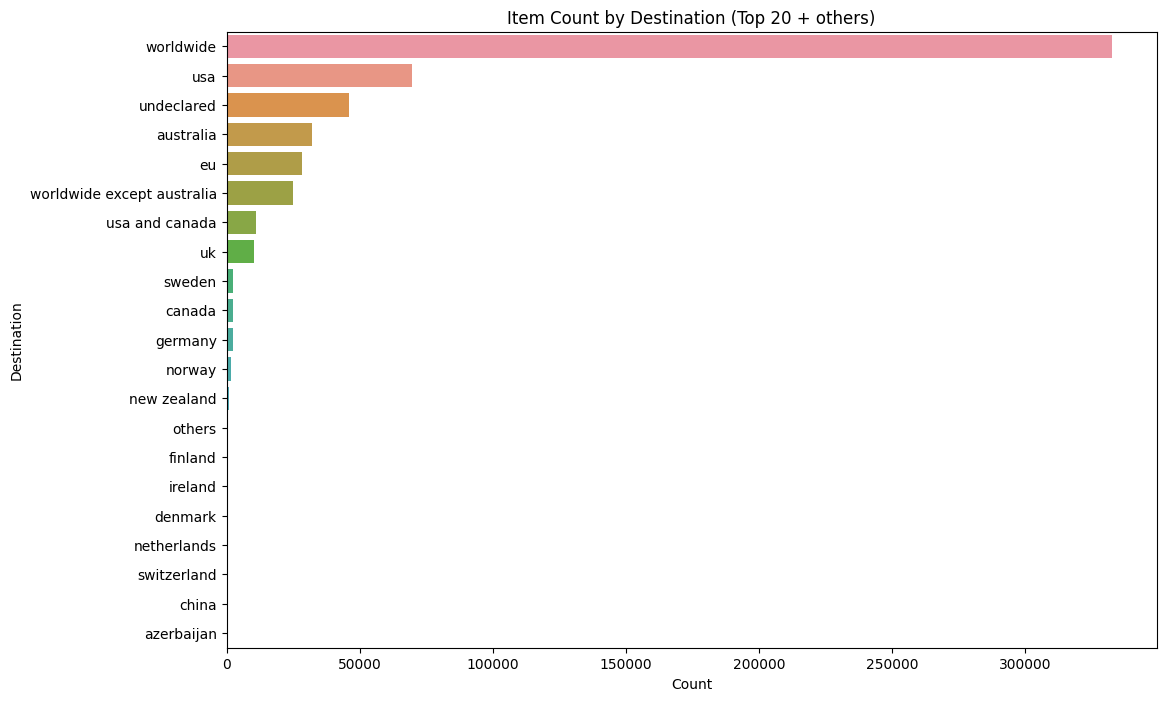 Item Count by Destination (Top 20 + others)
worldwide
usa
undeclared
australia
eu
worldwide except australia
usa and canada
uk
sweden
canada
germany
norway
new zealand
others
finland
ireland
denmark
netherlands
switzerland
china
azerbaijan
Destination
0 50000 100000 150000 200000 250000 300000
Count